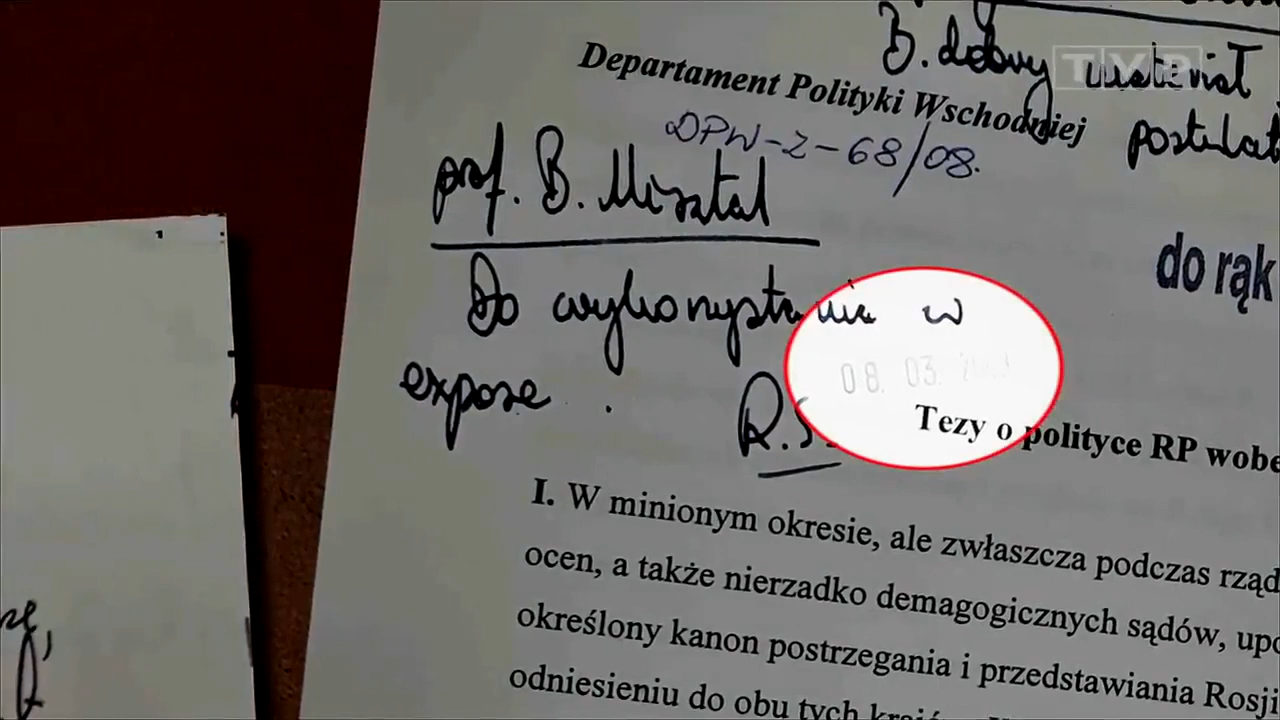 B. dobry materiał
TVP
Departament Polityki Wschodniej
postulat
DPW-2-68/08.
prof. B. Misztal
do rąk
Do wykorzystania w
08. 03.
expose. R.S.
Tezy o polityce RP wobe
I. W minionym okresie, ale zwłaszcza podczas rząd
ocen, a także nierzadko demagogicznych sądów, upo
określony kanon postrzegania i przedstawiania Rosji
odniesieniu do obu tych